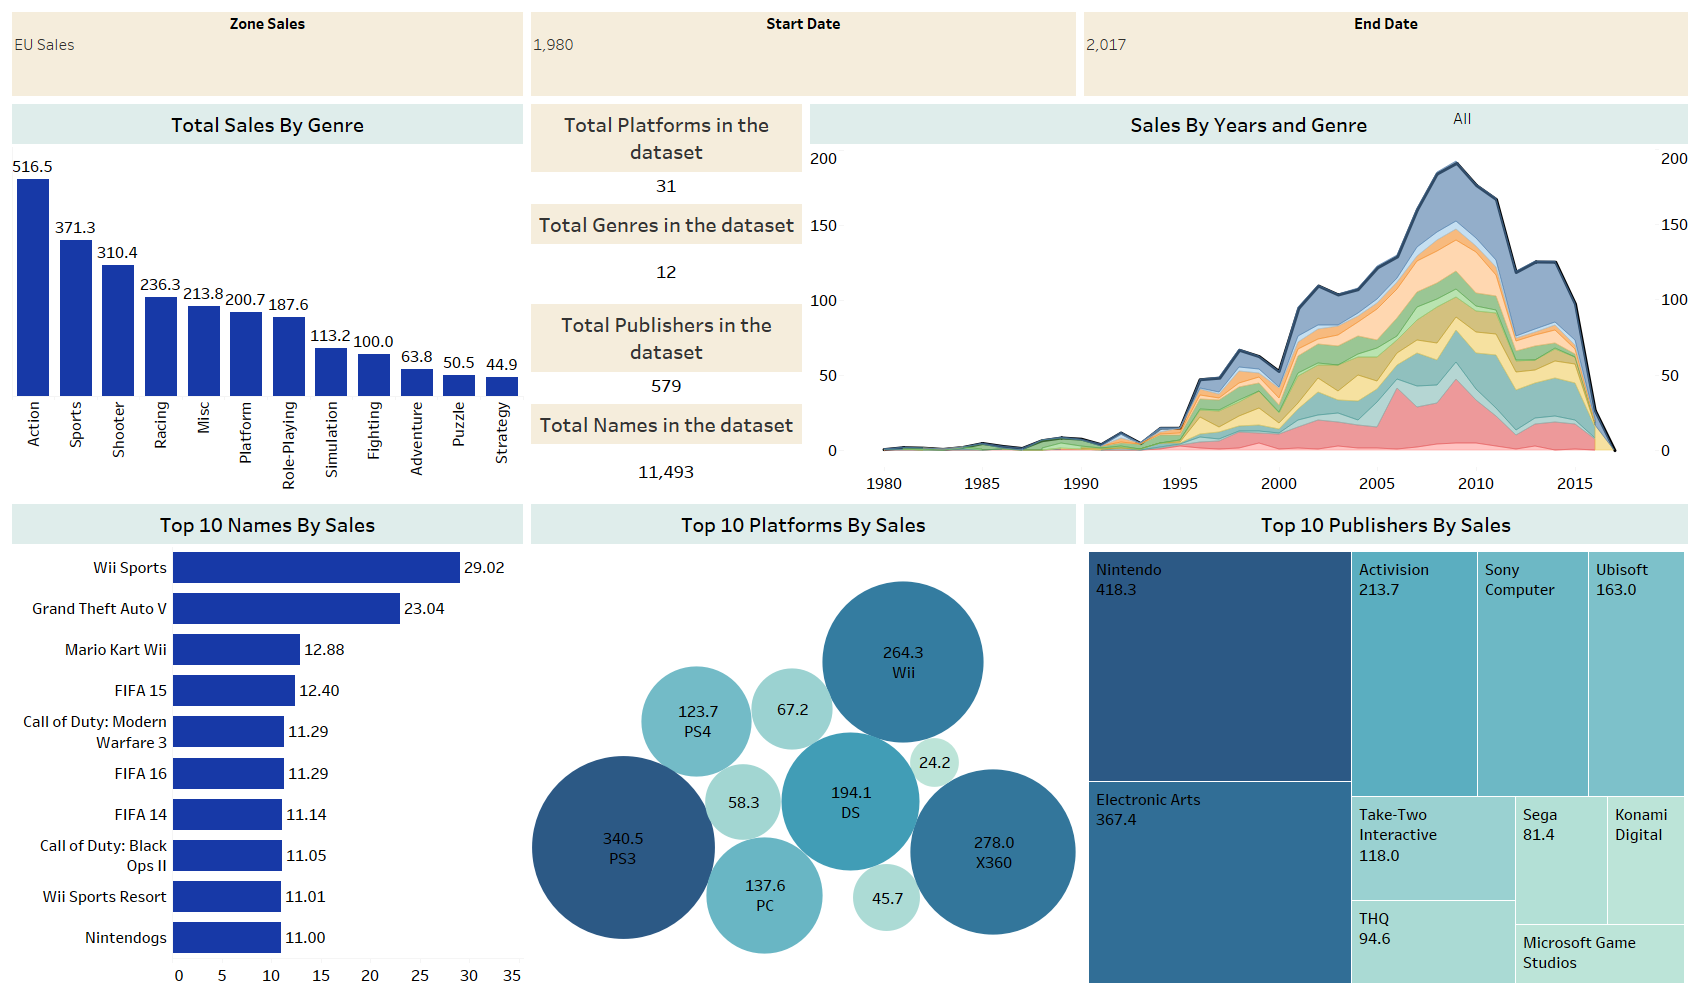 Zone Sales
EU Sales
Start Date
1,980
End Date
2,017
Total Sales By Genre
516.5
371.3
310.4
236.3
213.8
200.7
187.6
113.2
100.0
63.8
50.5
44.9
Action
Sports
Shooter
Racing
Misc
Platform
Role-Playing
Simulation
Fighting
Adventure
Puzzle
Strategy
Total Platforms in the
dataset
31
Total Genres in the dataset
12
Total Publishers in the
dataset
579
Total Names in the dataset
11,493
Sales By Years and Genre
All
200
150
100
50
0
200
150
100
50
0
1980
1985
1990
1995
2000
2005
2010
2015
Top 10 Names By Sales
Wii Sports
29.02
Grand Theft Auto V
23.04
Mario Kart Wii
12.88
FIFA 15
12.40
Call of Duty: Modern
Warfare 3
11.29
FIFA 16
11.29
FIFA 14
11.14
Call of Duty: Black
Ops II
11.05
Wii Sports Resort
11.01
Nintendogs
11.00
0 5 10 15 20 25 30 35
Top 10 Platforms By Sales
264.3
Wii
123.7
PS4
67.2
24.2
58.3
194.1
DS
340.5
PS3
278.0
X360
137.6
PC
45.7
Top 10 Publishers By Sales
Nintendo
418.3
Electronic Arts
367.4
Activision
213.7
Sony
Computer
Ubisoft
163.0
Take-Two
Interactive
118.0
THQ
94.6
Sega
81.4
Konami
Digital
Microsoft Game
Studios